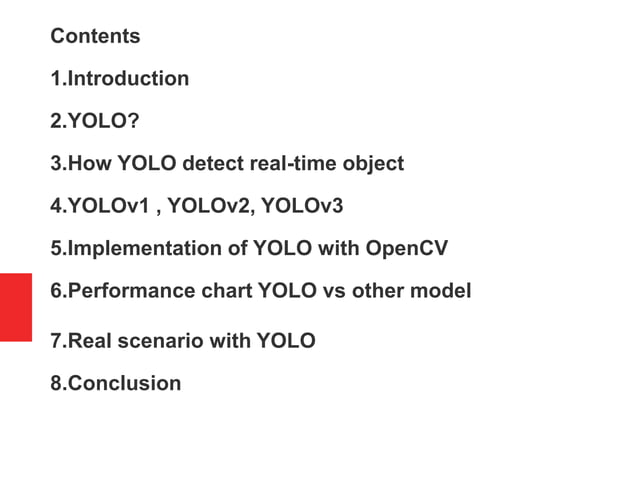 Contents
1.Introduction
2.YOLO?
3.How YOLO detect real-time object
4.YOLOv1 , YOLOv2, YOLOv3
5.Implementation of YOLO with OpenCV
6.Performance chart YOLO vs other model
7.Real scenario with YOLO
8.Conclusion